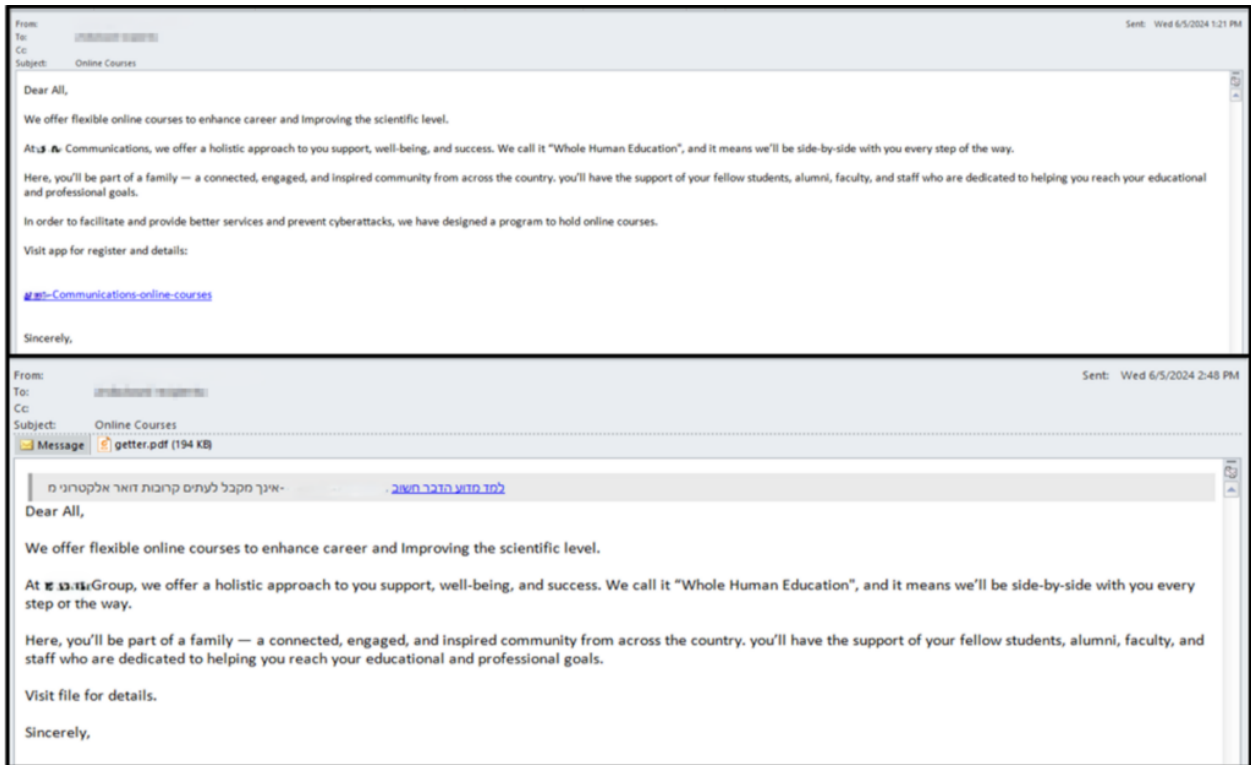 From:
Sent: Wed 6/5/2024 1:21 PM
To:
Cc:
Subject: Online Courses
Dear All,
We offer flexible online courses to enhance career and Improving the scientific level.
At Communications, we offer a holistic approach to you support, well-being, and success. We call it “Whole Human Education”, and it means we’ll be side-by-side with you every step of the way.
Here, you’ll be part of a family — a connected, engaged, and inspired community from across the country. you’ll have the support of your fellow students, alumni, faculty, and staff who are dedicated to helping you reach your educational
and professional goals.
In order to facilitate and provide better services and prevent cyberattacks, we have designed a program to hold online courses.
Visit app for register and details:
-Communications-online-courses
Sincerely,
From:
Sent: Wed 6/5/2024 2:48 PM
To:
Cc:
Subject: Online Courses
Message getter.pdf (194 KB)
אינך מקבל לעתים קרובות דואר אלקטרוני מ- . למד מדוע הדבר חשוב
Dear All,
We offer flexible online courses to enhance career and Improving the scientific level.
At Group, we offer a holistic approach to you support, well-being, and success. We call it “Whole Human Education”, and it means we’ll be side-by-side with you every
step of the way.
Here, you’ll be part of a family — a connected, engaged, and inspired community from across the country. you’ll have the support of your fellow students, alumni, faculty, and
staff who are dedicated to helping you reach your educational and professional goals.
Visit file for details.
Sincerely,